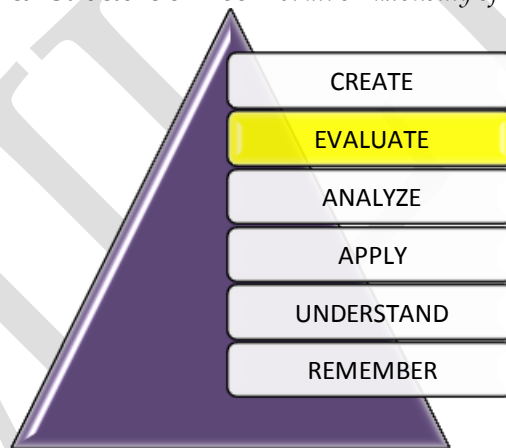 CREATE
EVALUATE
ANALYZE
APPLY
UNDERSTAND
REMEMBER